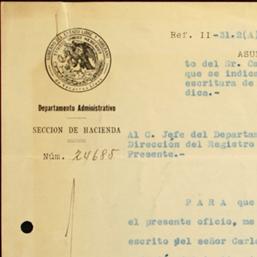 Ref. II-31.2(A)
ASUN
to del Sr. Ca
que se indica
escritura de
dica.-
Departamento Administrativo
SECCION DE HACIENDA
Núm. 24685
Al C. Jefe del Departam
Dirección del Registro
Presente.-
P A R A que
el presente oficio, me
escrito del señor Carlo